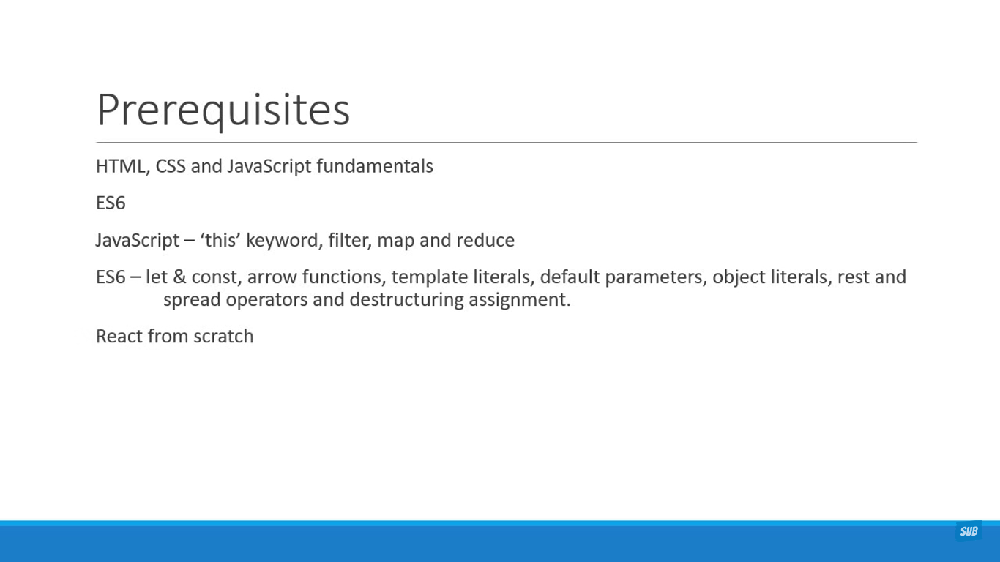 Prerequisites
HTML, CSS and JavaScript fundamentals
ES6
JavaScript – ‘this’ keyword, filter, map and reduce
ES6 – let & const, arrow functions, template literals, default parameters, object literals, rest and
spread operators and destructuring assignment.
React from scratch
SUB